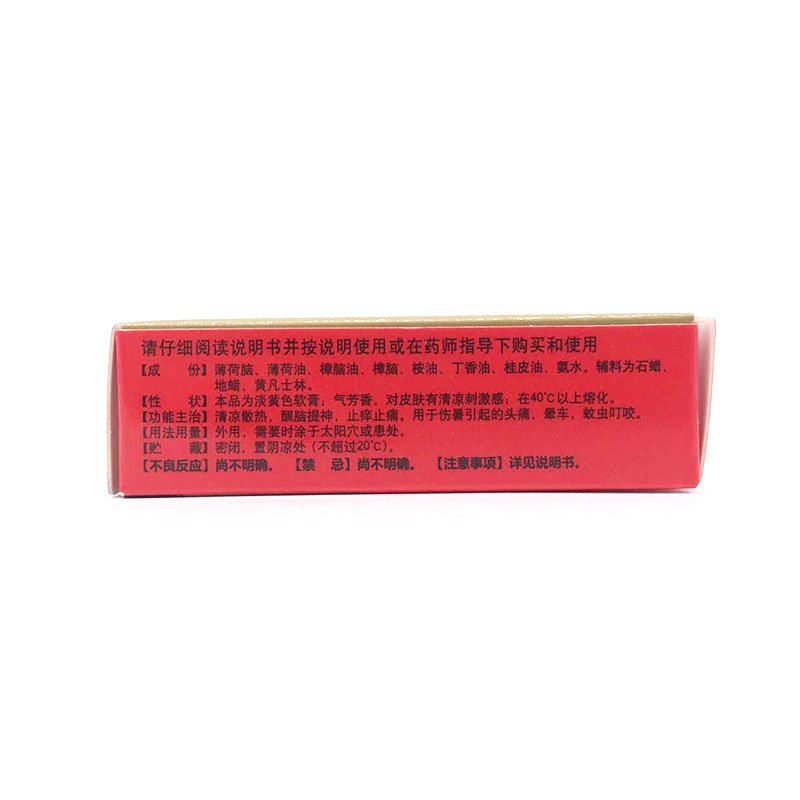 请仔细阅读说明书并按说明使用或在药师指导下购买和使用
【成　份】薄荷脑、薄荷油、樟脑油、樟脑、桉油、丁香油、桂皮油、氨水。辅料为石蜡、
地蜡、黄凡士林。
【性　状】本品为淡黄色软膏；气芳香，对皮肤有清凉刺激感；在40℃以上熔化。
【功能主治】清凉散热，醒脑提神，止痒止痛。用于伤暑引起的头痛，晕车，蚊虫叮咬。
【用法用量】外用，需要时涂于太阳穴或患处。
【贮　藏】密闭，置阴凉处（不超过20℃）。
【不良反应】尚不明确。【禁　忌】尚不明确。【注意事项】详见说明书。